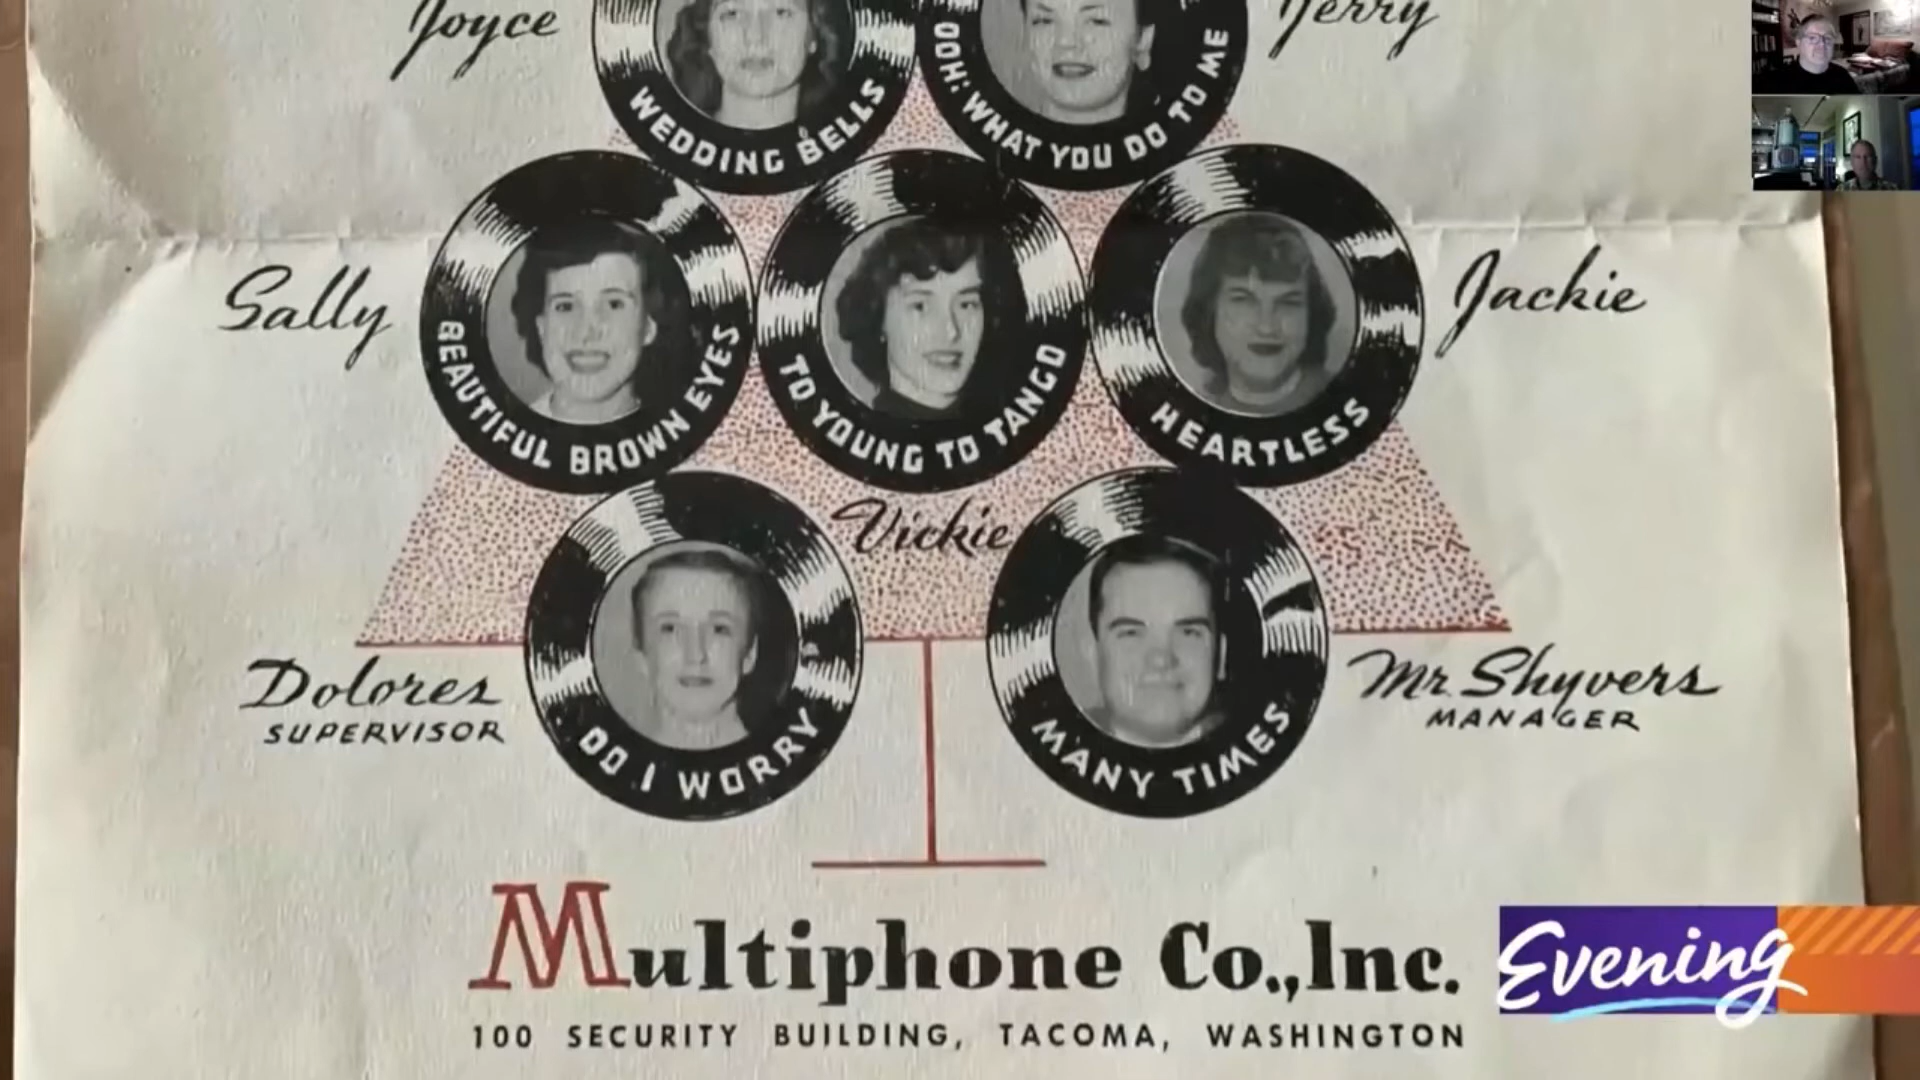 Joyce
Jerry
WEDDING BELLS
OOH! WHAT YOU DO TO ME
Sally
Jackie
BEAUTIFUL BROWN EYES
TO YOUNG TO TANGO
HEARTLESS
Vickie
Dolores
SUPERVISOR
DO I WORRY
MANY TIMES
Mr. Shyvers
MANAGER
Multiphone Co., Inc.
100 SECURITY BUILDING, TACOMA, WASHINGTON
Evening